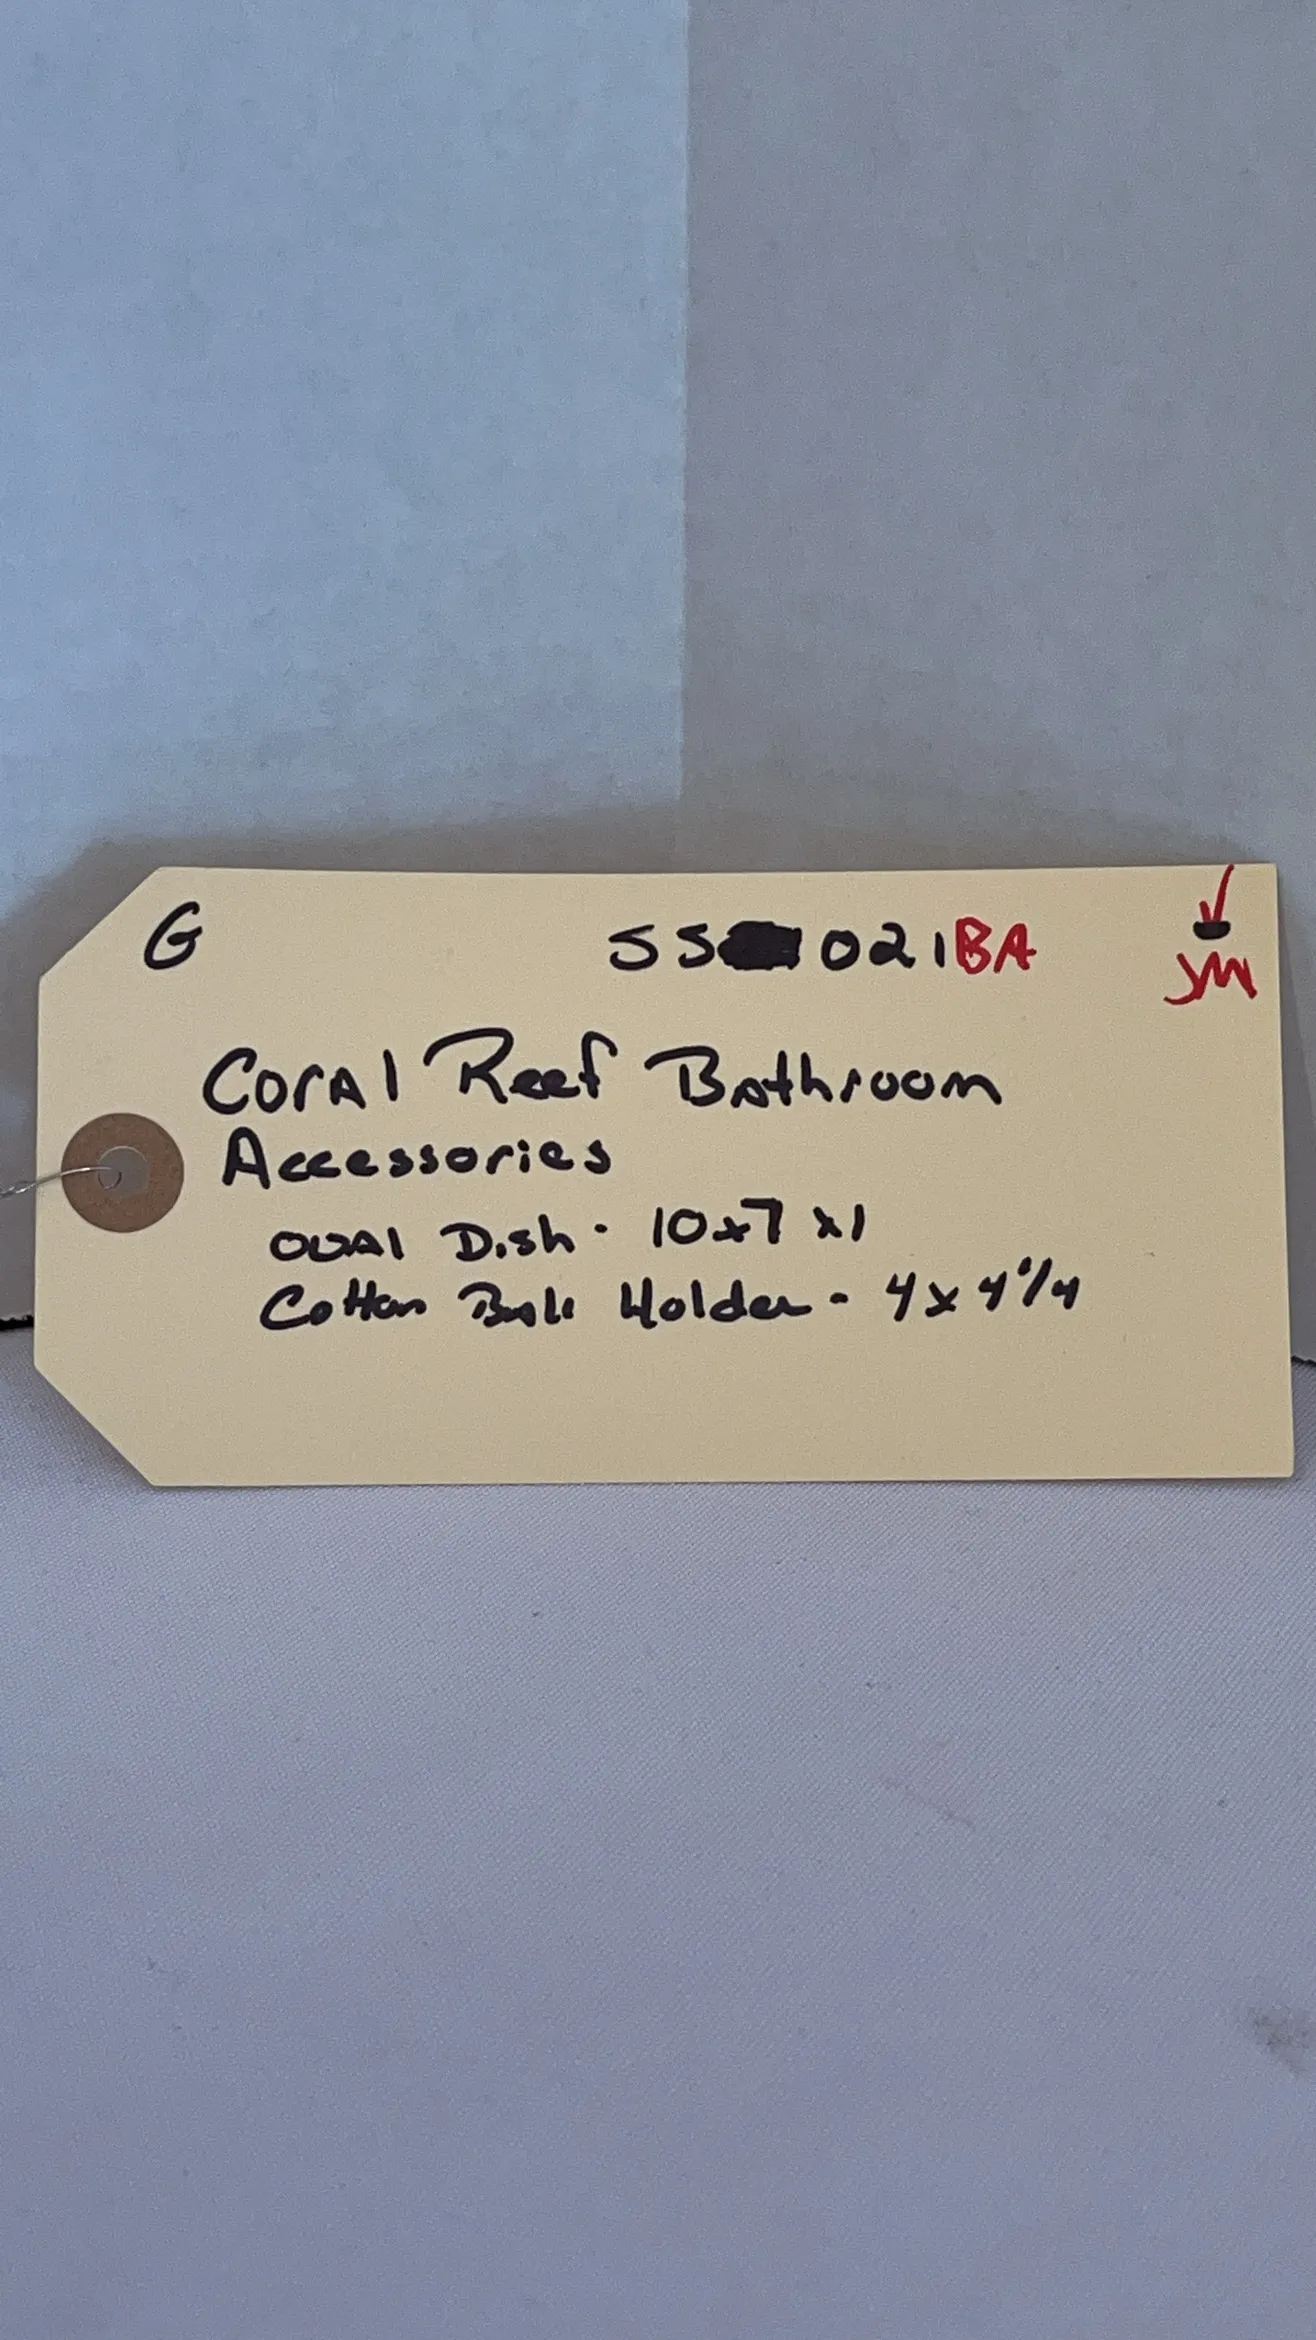 G SS 021BA
JM
Coral Reef Bathroom
Accessories
Oval Dish - 10x7x1
Cotton Ball Holder - 4x4 1/4